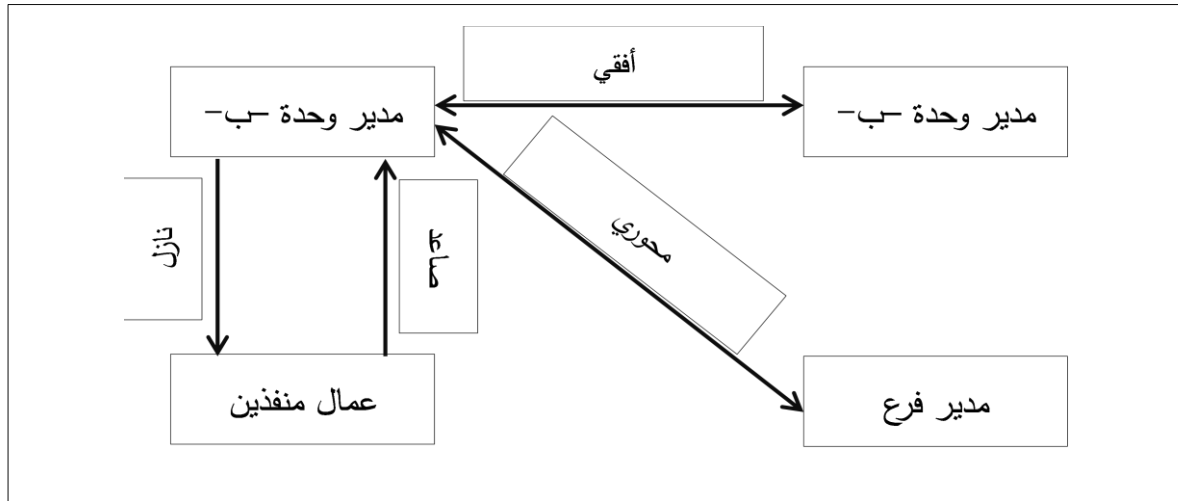 أفقي
مدير وحدة –ب–
مدير وحدة –ب–
محوري
صاعد
نازل
مدير فرع
عمال منفذين